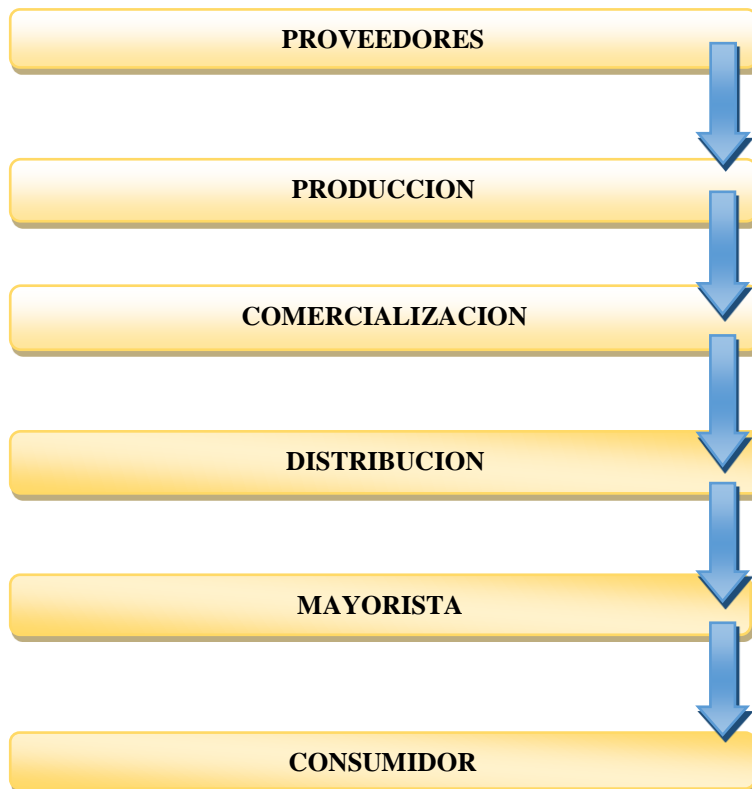 PROVEEDORES
PRODUCCION
COMERCIALIZACION
DISTRIBUCION
MAYORISTA
CONSUMIDOR